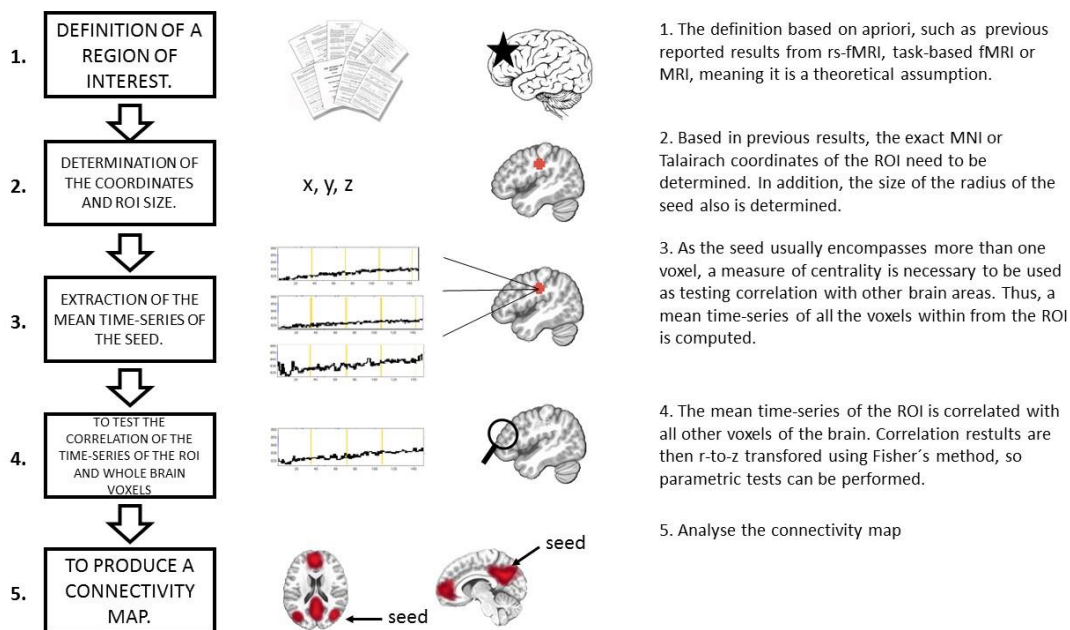 1.
DEFINITION OF A
REGION OF
INTEREST.
1. The definition based on apriori, such as previous
reported results from rs-fMRI, task-based fMRI or
MRI, meaning it is a theoretical assumption.
2.
DETERMINATION OF
THE COORDINATES
AND ROI SIZE.
x, y, z
2. Based in previous results, the exact MNI or
Talairach coordinates of the ROI need to be
determined. In addition, the size of the radius of the
seed also is determined.
3.
EXTRACTION OF THE
MEAN TIME-SERIES OF
THE SEED.
3. As the seed usually encompasses more than one
voxel, a measure of centrality is necessary to be used
as testing correlation with other brain areas. Thus, a
mean time-series of all the voxels within from the ROI
is computed.
4.
TO TEST THE
CORRELATION OF THE
TIME-SERIES OF THE ROI
AND WHOLE BRAIN
VOXELS
4. The mean time-series of the ROI is correlated with
all other voxels of the brain. Correlation restults are
then r-to-z transfored using Fisher´s method, so
parametric tests can be performed.
5.
TO PRODUCE A
CONNECTIVITY
MAP.
seed
seed
5. Analyse the connectivity map